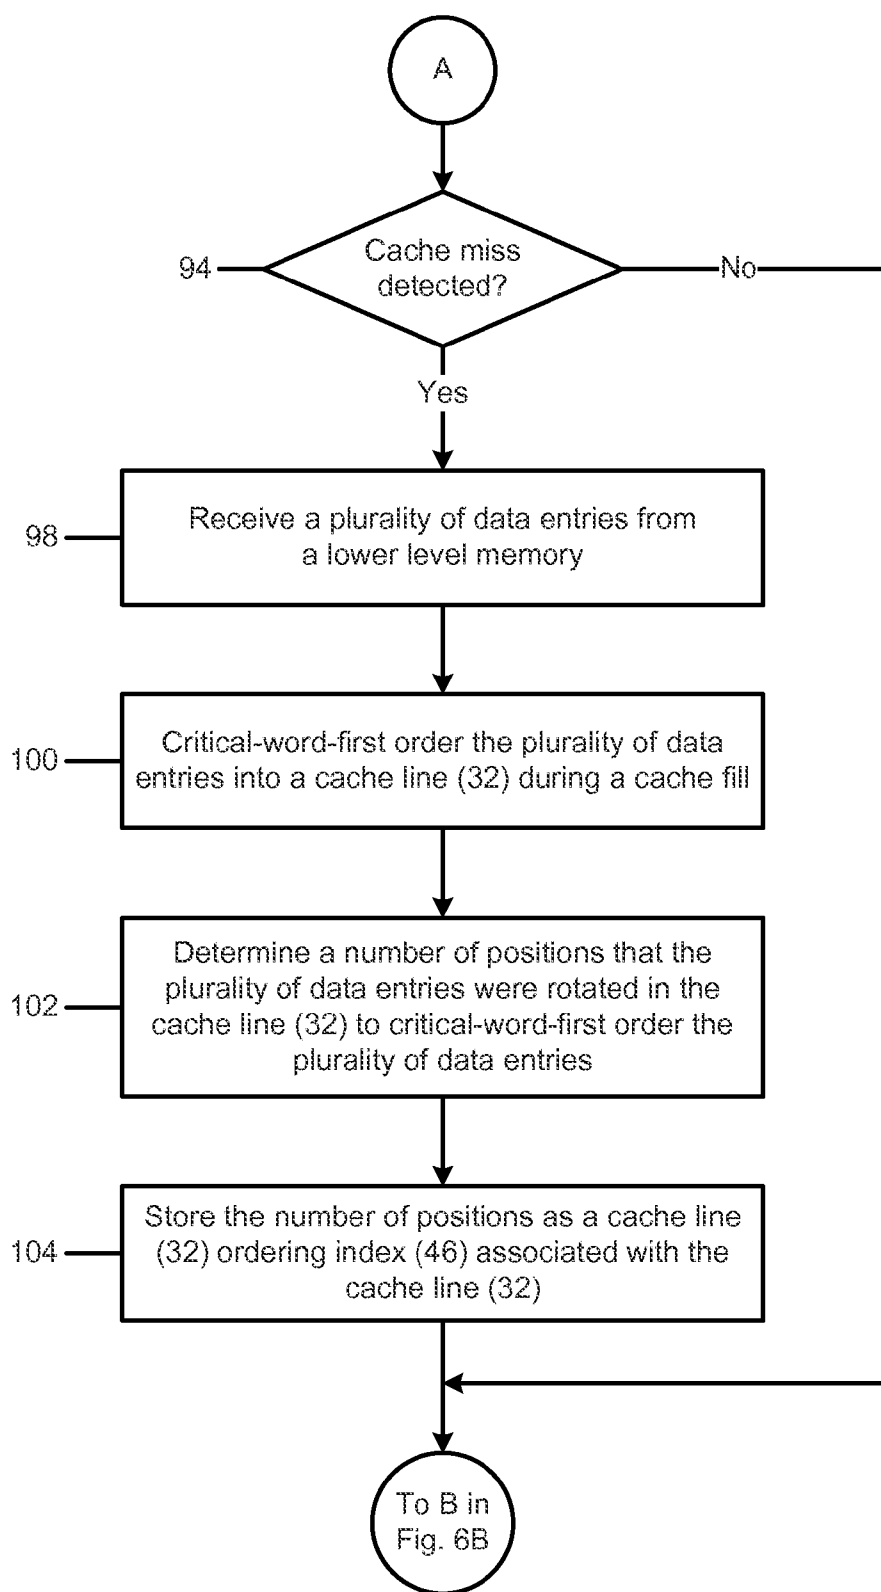 A
94
Cache miss
detected?
No
Yes
98
Receive a plurality of data entries from
a lower level memory
100
Critical-word-first order the plurality of data
entries into a cache line (32) during a cache fill
102
Determine a number of positions that the
plurality of data entries were rotated in the
cache line (32) to critical-word-first order the
plurality of data entries
104
Store the number of positions as a cache line
(32) ordering index (46) associated with the
cache line (32)
To B in
Fig. 6B